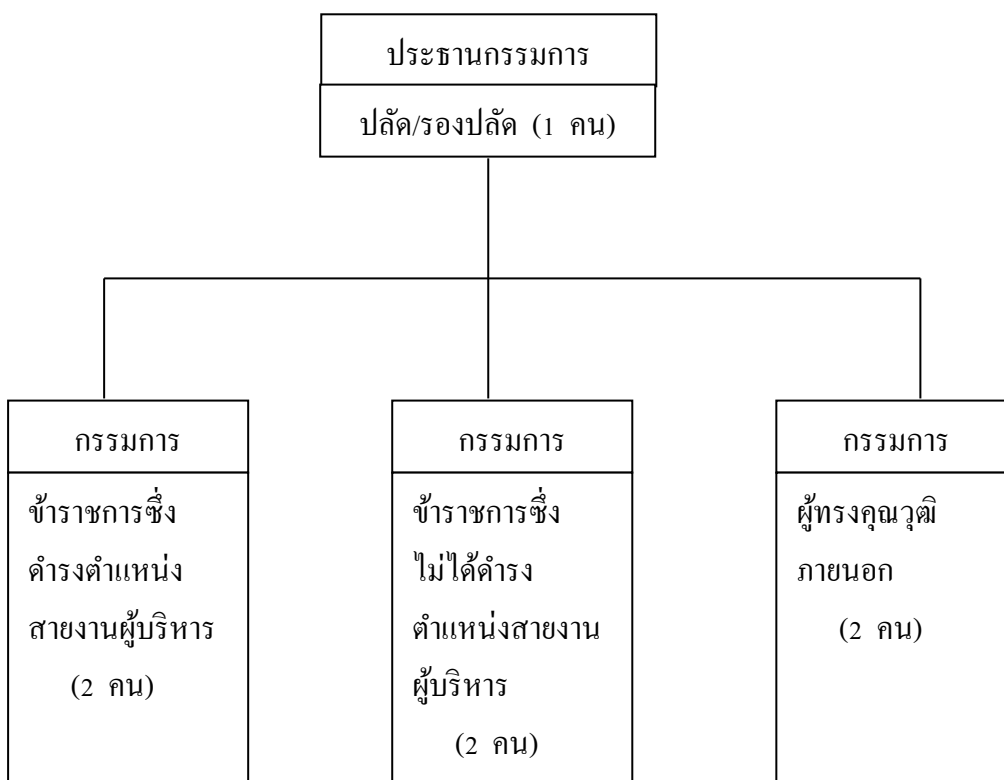 ประธานกรรมการ
ปลัด/รองปลัด (1 คน)
กรรมการ
ข้าราชการซึ่ง
ดำรงตำแหน่ง
สายงานผู้บริหาร
(2 คน)
กรรมการ
ข้าราชการซึ่ง
ไม่ได้ดำรง
ตำแหน่งสายงาน
ผู้บริหาร
(2 คน)
กรรมการ
ผู้ทรงคุณวุฒิ
ภายนอก
(2 คน)